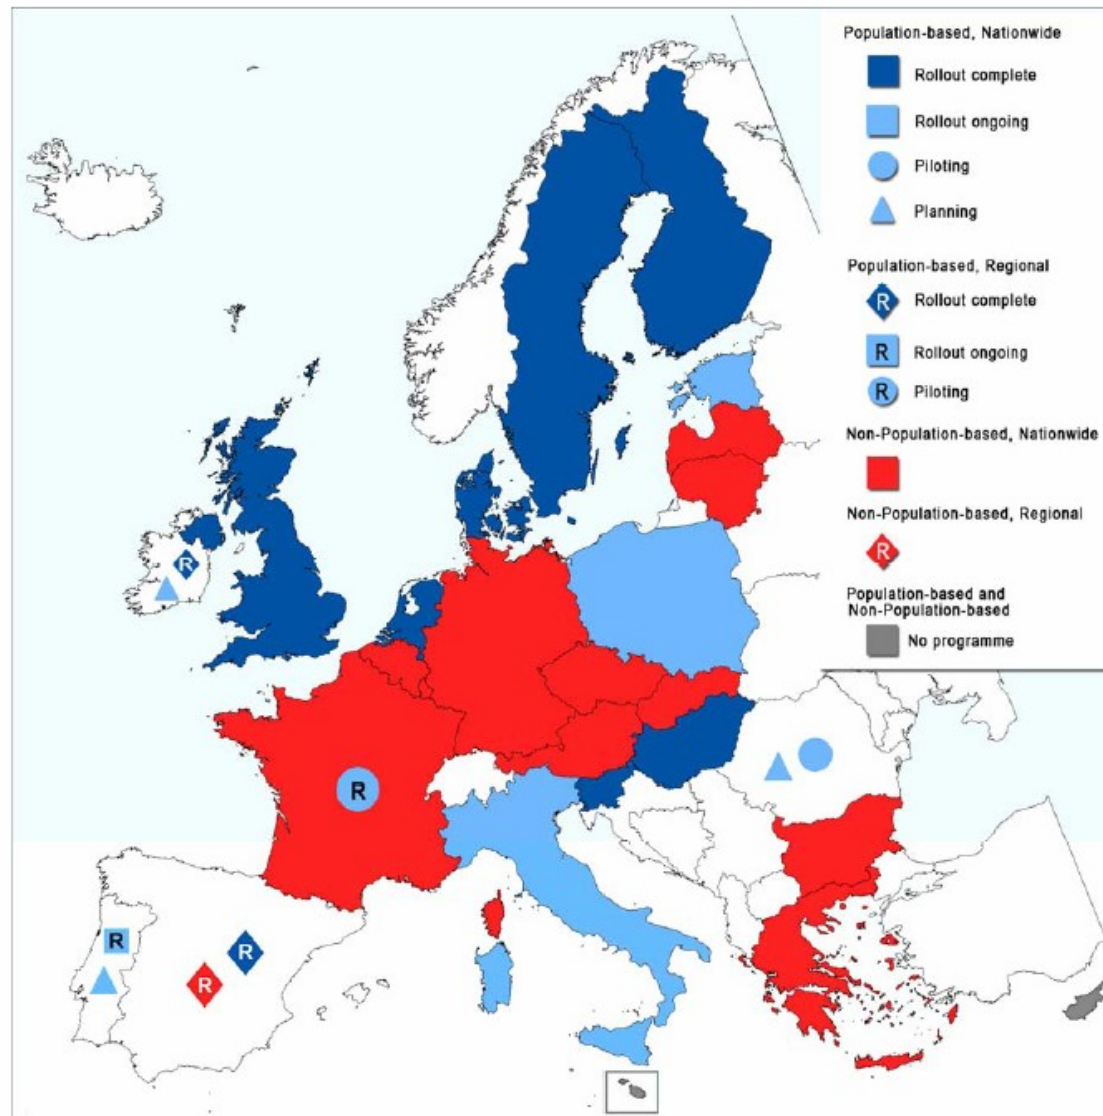 Population-based, Nationwide
Rollout complete
Rollout ongoing
Piloting
Planning
Population-based, Regional
R Rollout complete
R Rollout ongoing
R Piloting
Non-Population-based, Nationwide
Non-Population-based, Regional
R
Population-based and
Non-Population-based
No programme
R
R
R
R
R